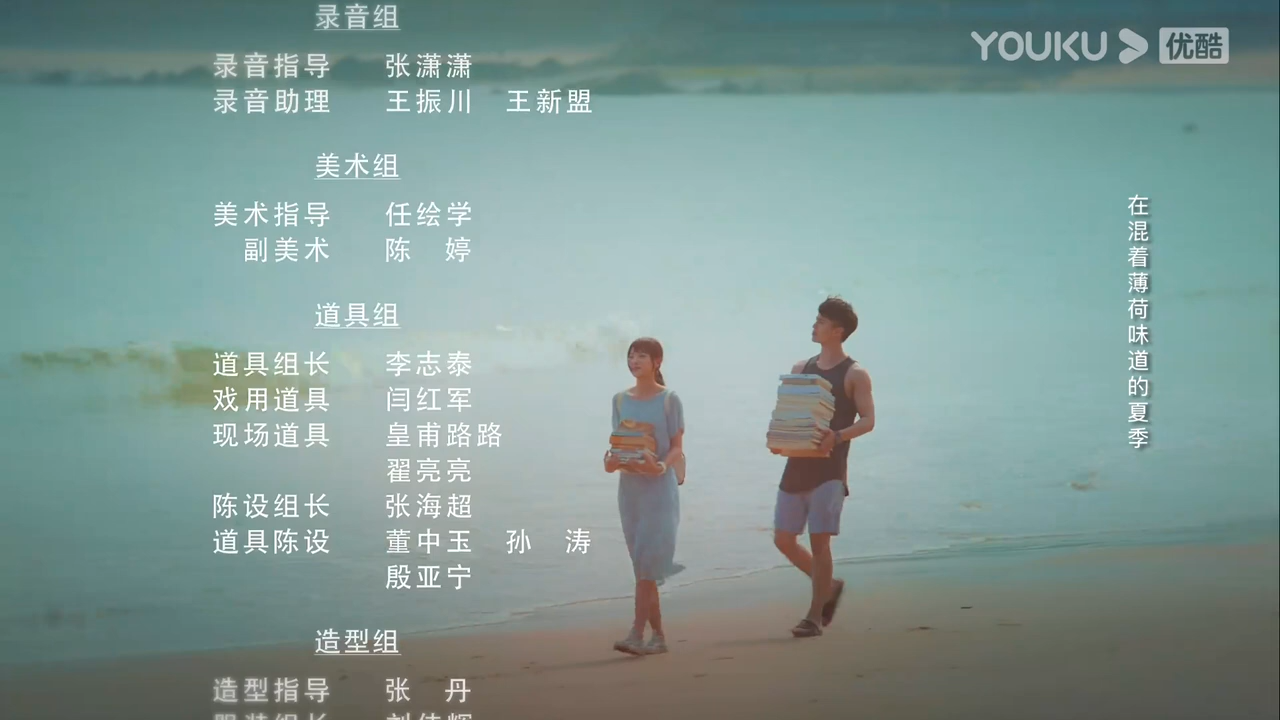 录音组
录音指导 张潇潇
录音助理 王振川 王新盟
美术组
美术指导 任绘学
副美术 陈 婷
道具组
道具组长 李志泰
戏用道具 闫红军
现场道具 皇甫路路
翟亮亮
陈设组长 张海超
道具陈设 董中玉 孙 涛
殷亚宁
造型组
造型指导 张 丹
YOUKU 优酷
在混着薄荷味道的夏季